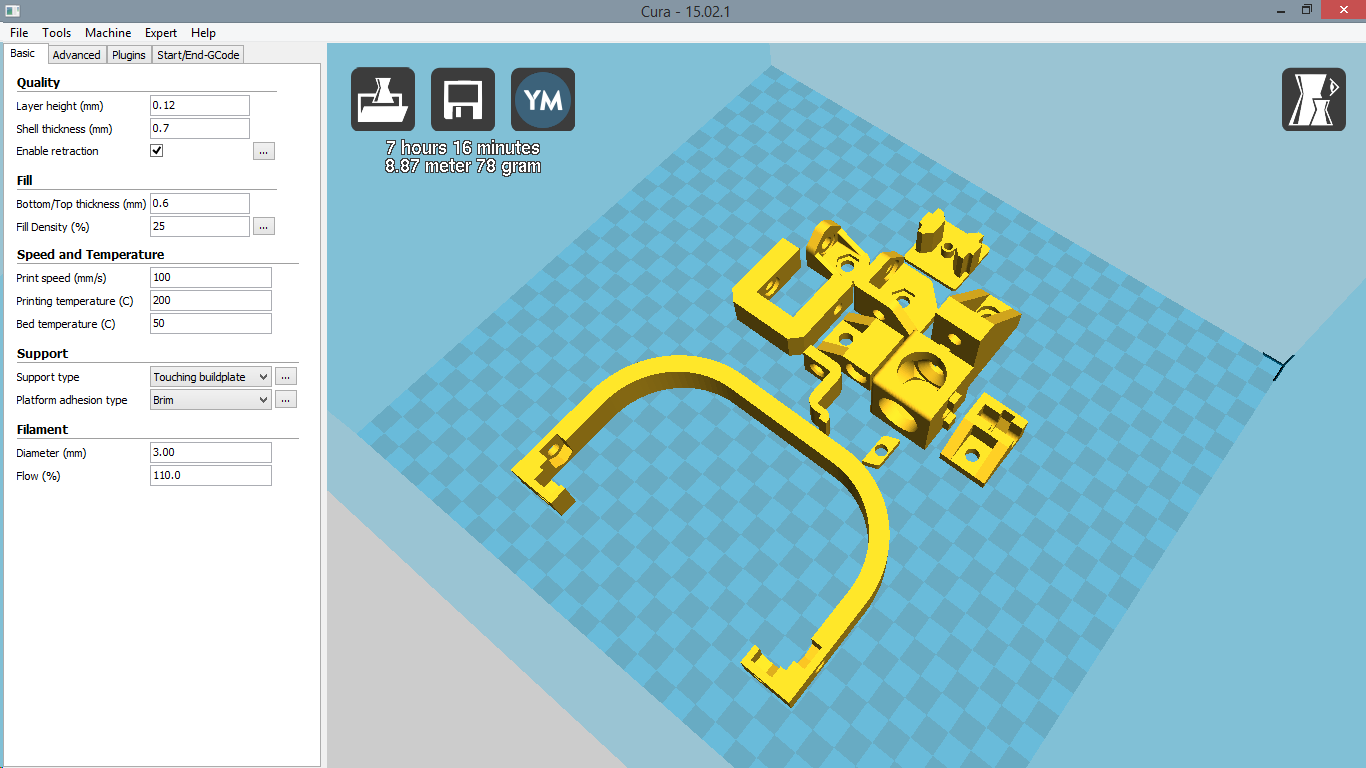 Cura - 15.02.1
File Tools Machine Expert Help
Basic Advanced Plugins Start/End-GCode
Quality
Layer height (mm) 0.12
Shell thickness (mm) 0.7
Enable retraction ...
Fill
Bottom/Top thickness (mm) 0.6
Fill Density (%) 25 ...
Speed and Temperature
Print speed (mm/s) 100
Printing temperature (C) 200
Bed temperature (C) 50
Support
Support type Touching buildplate ...
Platform adhesion type Brim ...
Filament
Diameter (mm) 3.00
Flow (%) 110.0
YM
7 hours 16 minutes
8.87 meter 78 gram